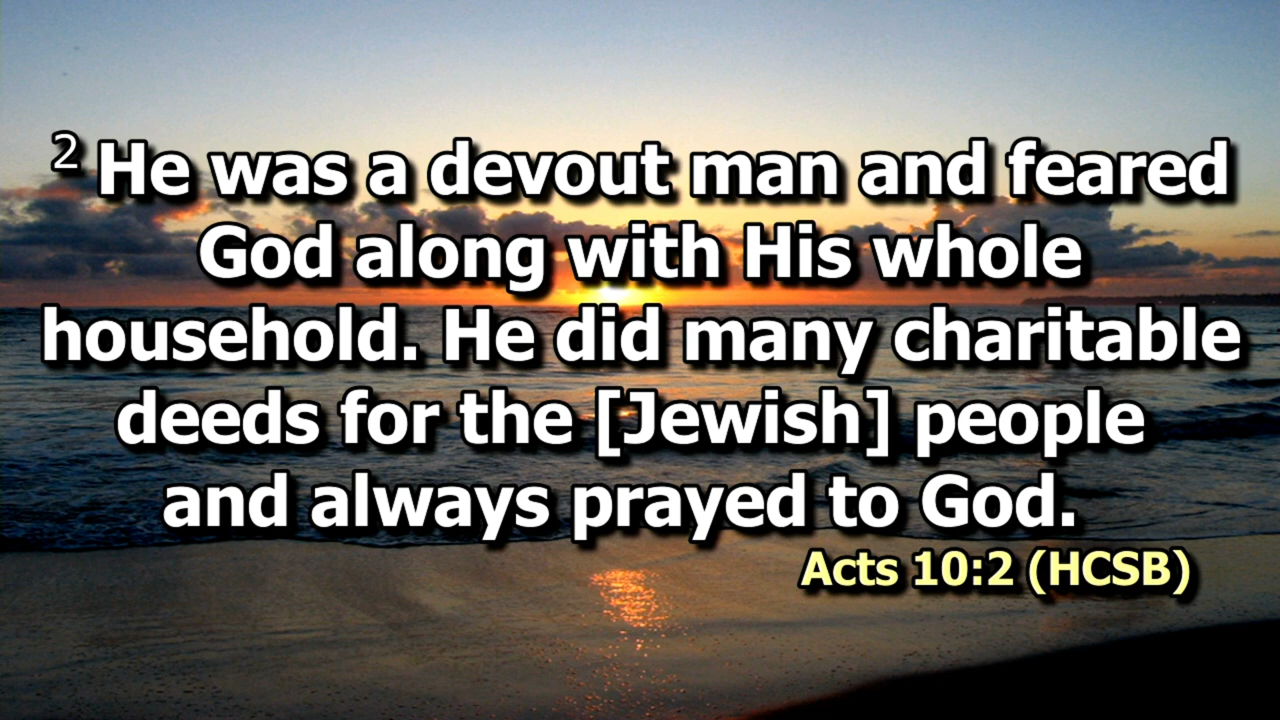 2 He was a devout man and feared
God along with His whole
household. He did many charitable
deeds for the [Jewish] people
and always prayed to God.
Acts 10:2 (HCSB)